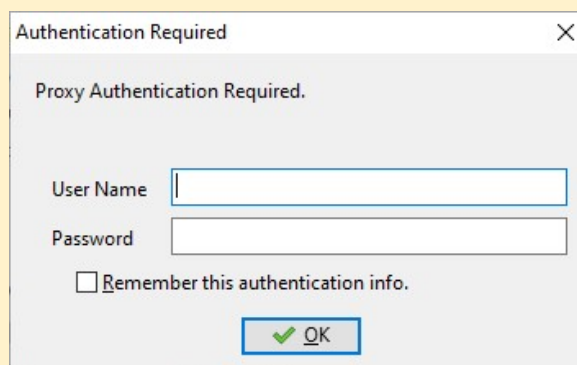 Authentication Required
Proxy Authentication Required.
User Name
Password
Remember this authentication info.
OK